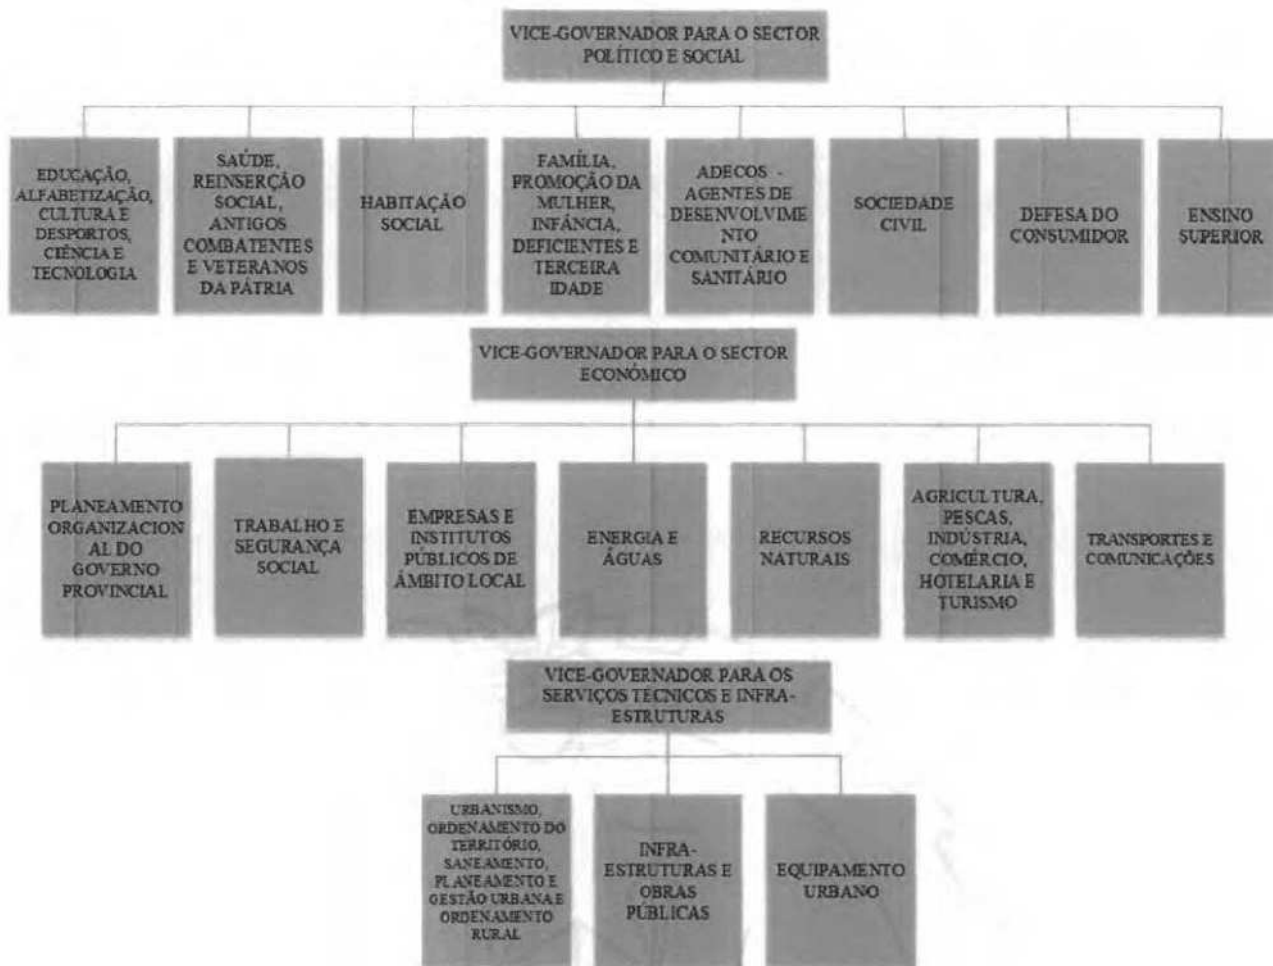 VICE-GOVERNADOR PARA O SECTOR
POLÍTICO E SOCIAL
EDUCAÇÃO,
ALFABETIZAÇÃO,
CULTURA E
DESPORTOS,
CIÊNCIA E
TECNOLOGIA
SAÚDE,
REINSERÇÃO
SOCIAL,
ANTIGOS
COMBATENTES
E VETERANOS
DA PÁTRIA
HABITAÇÃO
SOCIAL
FAMÍLIA,
PROMOÇÃO DA
MULHER,
INFÂNCIA,
DEFICIENTES E
TERCEIRA
IDADE
ADECOS -
AGENTES DE
DESENVOLVIME
NTO
COMUNITÁRIO E
SANITÁRIO
SOCIEDADE
CIVIL
DEFESA DO
CONSUMIDOR
ENSINO
SUPERIOR
VICE-GOVERNADOR PARA O SECTOR
ECONÓMICO
PLANEAMENTO
ORGANIZACION
AL DO
GOVERNO
PROVINCIAL
TRABALHO E
SEGURANÇA
SOCIAL
EMPRESAS E
INSTITUTOS
PÚBLICOS DE
ÂMBITO LOCAL
ENERGIA E
ÁGUAS
RECURSOS
NATURAIS
AGRICULTURA,
PESCAS,
INDÚSTRIA,
COMÉRCIO,
HOTELARIA E
TURISMO
TRANSPORTES E
COMUNICAÇÕES
VICE-GOVERNADOR PARA OS
SERVIÇOS TÉCNICOS E INFRA-
ESTRUTURAS
URBANISMO,
ORDENAMENTO DO
TERRITÓRIO,
SANEAMENTO,
PLANEAMENTO E
GESTÃO URBANA E
ORDENAMENTO
RURAL
INFRA-
ESTRUTURAS E
OBRAS
PÚBLICAS
EQUIPAMENTO
URBANO